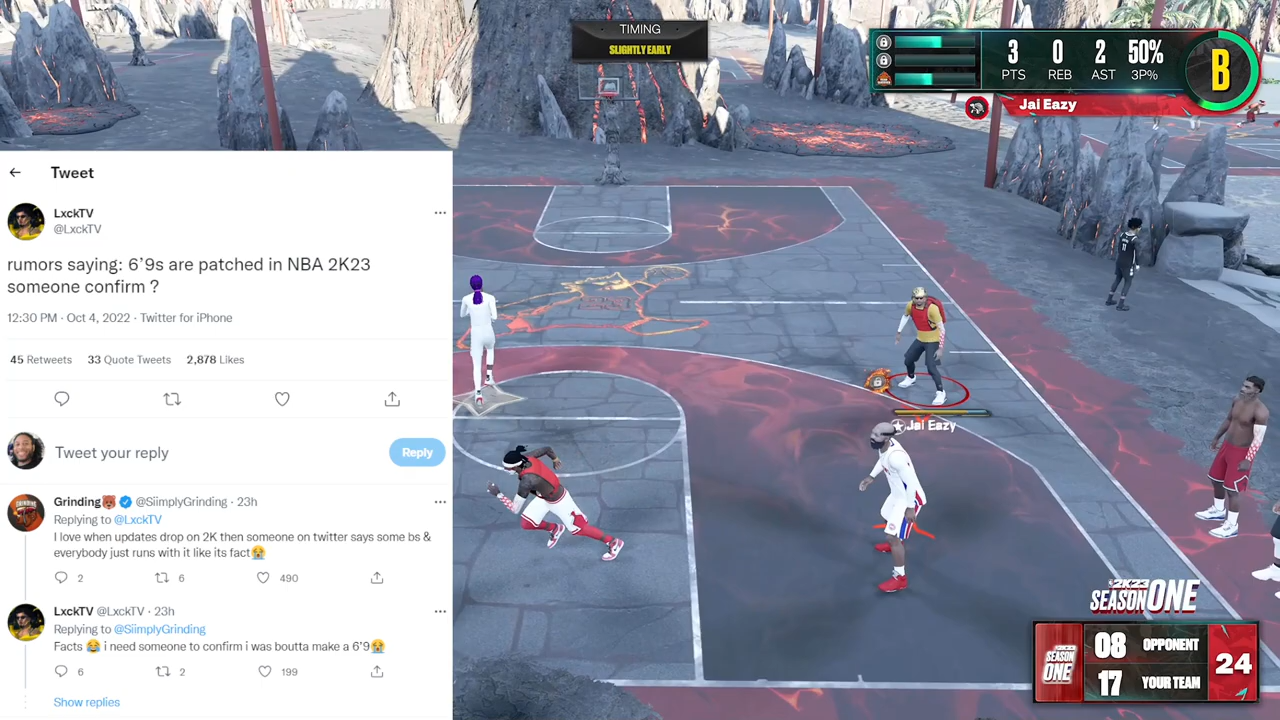 TIMING
SLIGHTLY EARLY
3 0 2 50%
PTS REB AST 3P%
B
Jai Eazy
Tweet
LxckTV
@LxckTV
rumors saying: 6’9s are patched in NBA 2K23
someone confirm ?
12:30 PM · Oct 4, 2022 · Twitter for iPhone
45 Retweets 33 Quote Tweets 2,878 Likes
Tweet your reply
Reply
Grinding🐻 @SiimplyGrinding · 23h
Replying to @LxckTV
I love when updates drop on 2K then someone on twitter says some bs &
everybody just runs with it like its fact😭
2 6 490
LxckTV @LxckTV · 23h
Replying to @SiimplyGrinding
Facts 😂 i need someone to confirm i was boutta make a 6’9😭
6 2 199
Show replies
Jai Eazy
2K23
SEASON ONE
2K23
SEASON
ONE
08 OPPONENT
17 YOUR TEAM
24